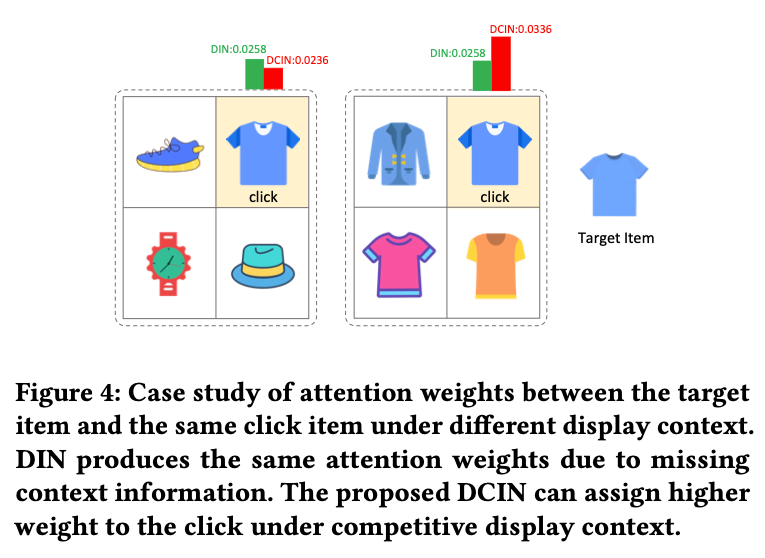 DIN:0.0258
DCIN:0.0236
DCIN:0.0336
DIN:0.0258
click
click
Target Item
Figure 4: Case study of attention weights between the target
item and the same click item under different display context.
DIN produces the same attention weights due to missing
context information. The proposed DCIN can assign higher
weight to the click under competitive display context.